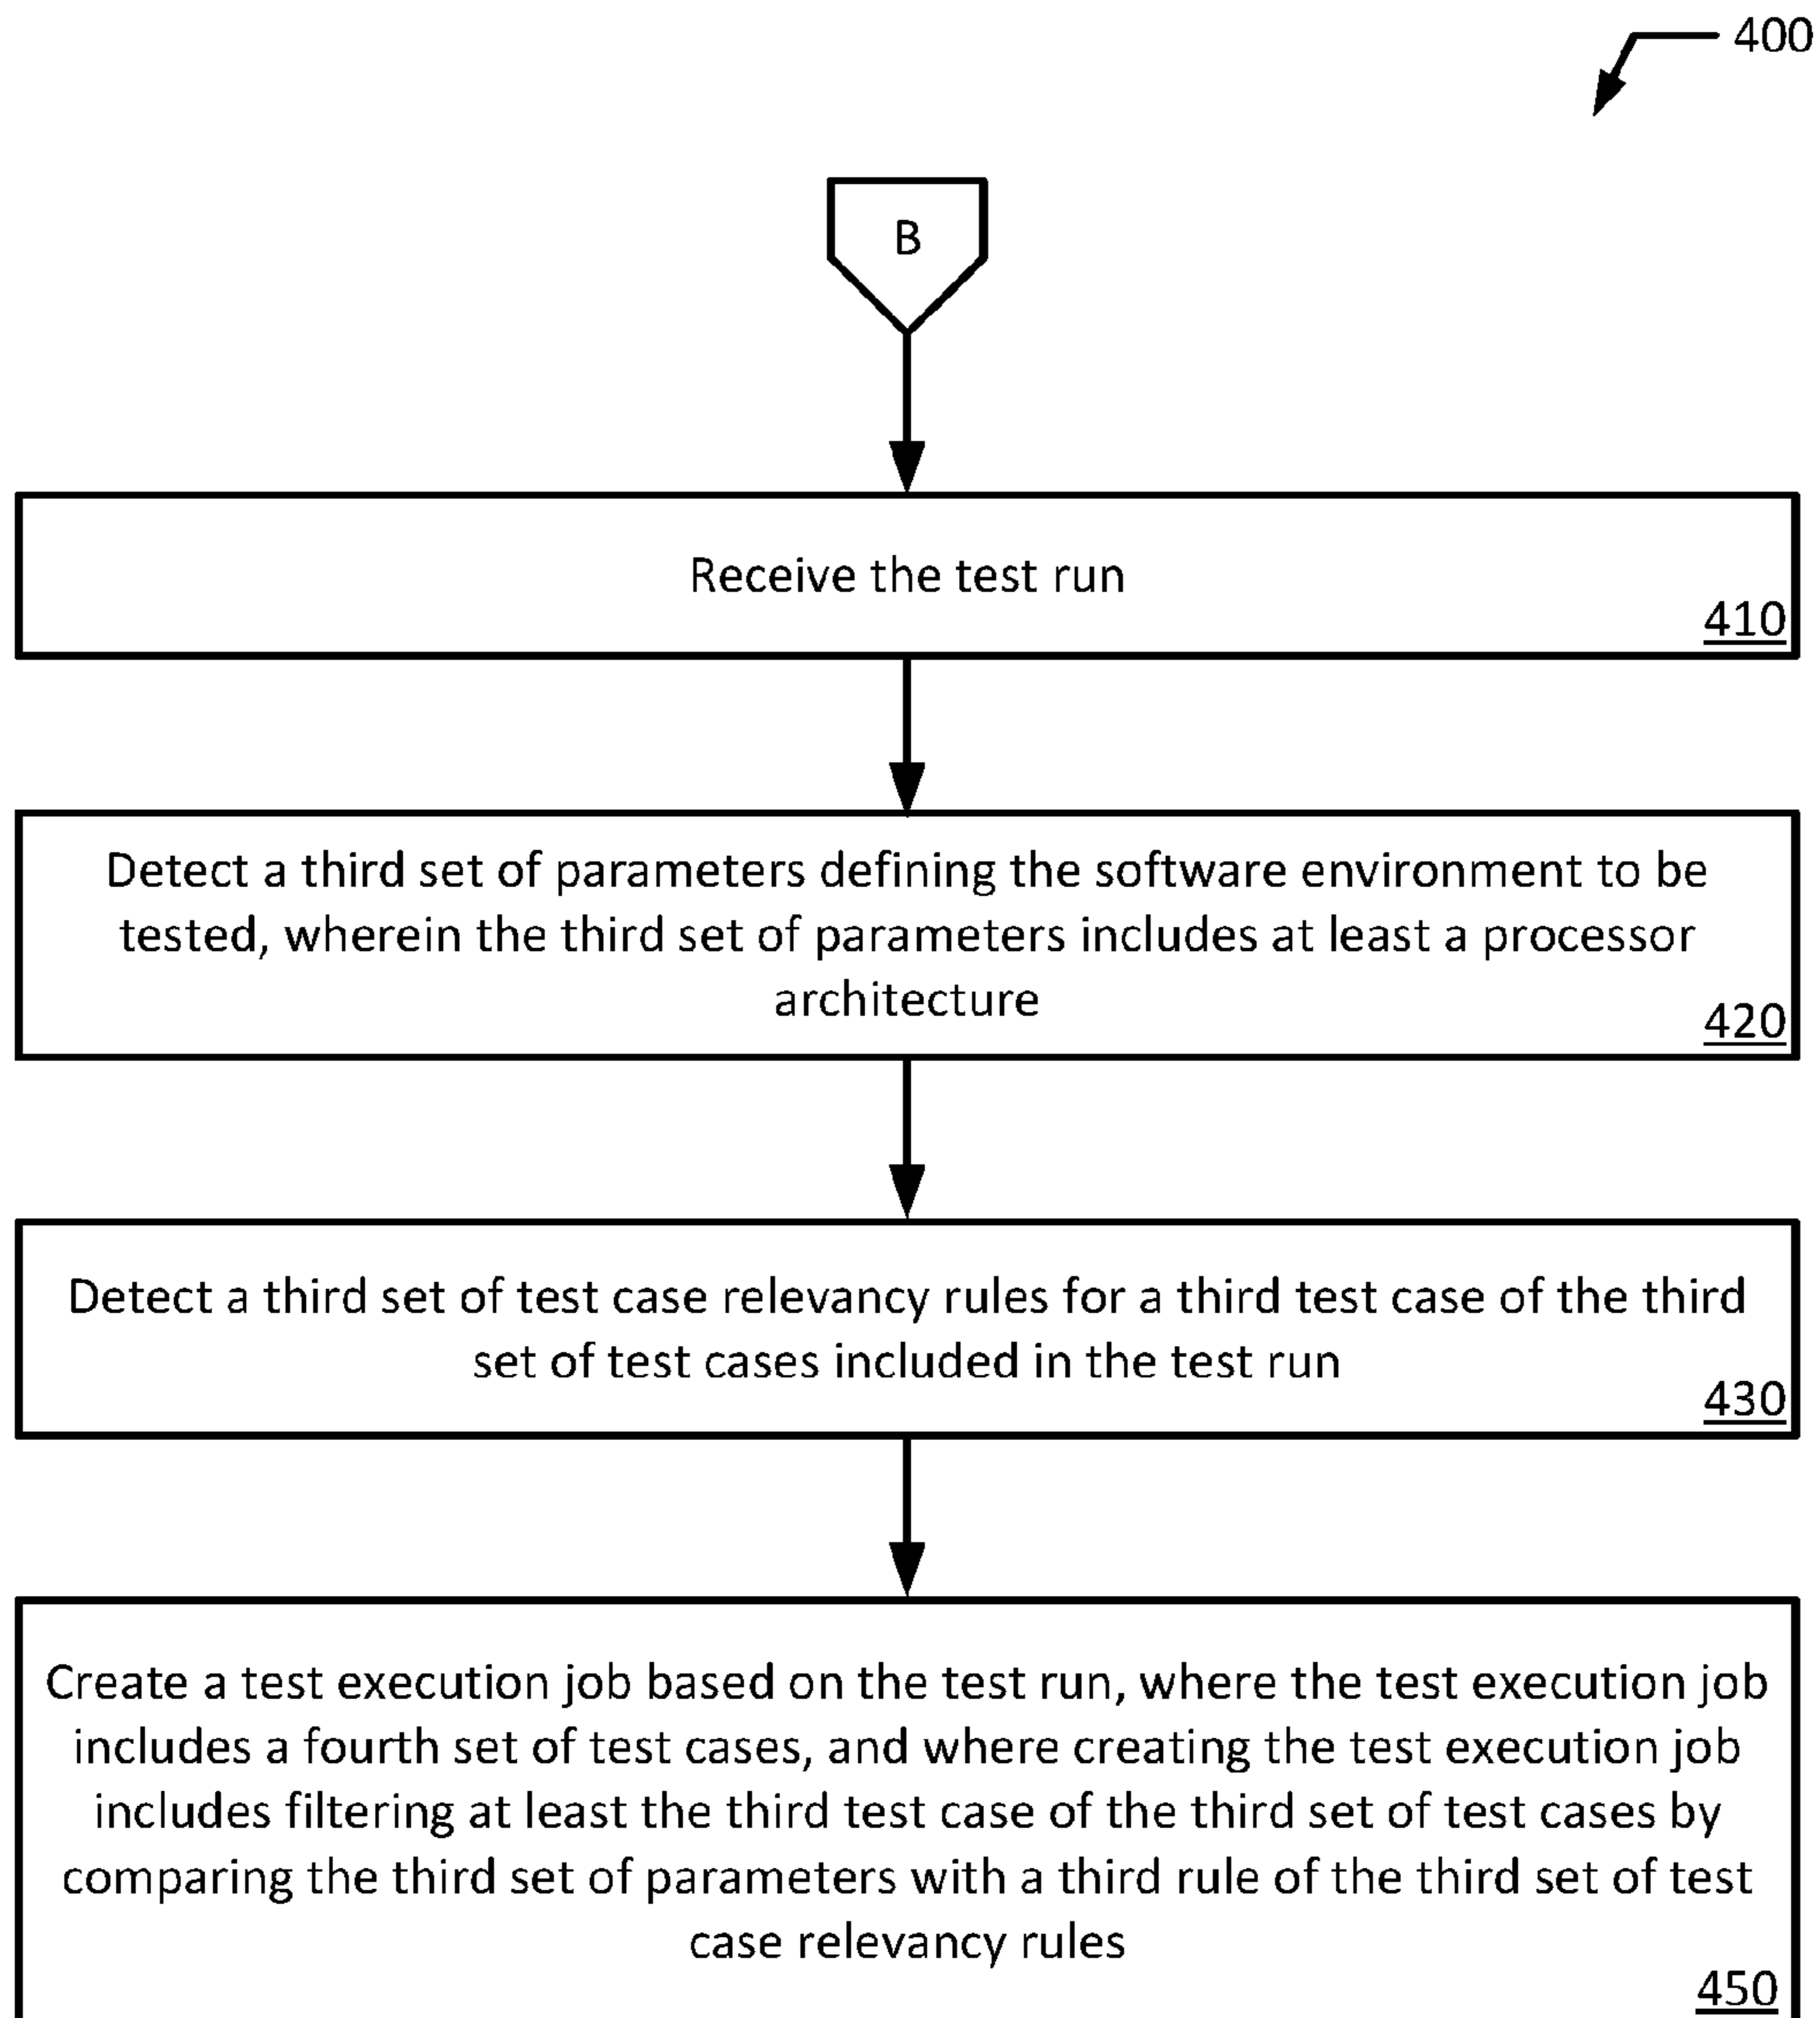 400
B
Receive the test run
410
Detect a third set of parameters defining the software environment to be
tested, wherein the third set of parameters includes at least a processor
architecture
420
Detect a third set of test case relevancy rules for a third test case of the third
set of test cases included in the test run
430
Create a test execution job based on the test run, where the test execution job
includes a fourth set of test cases, and where creating the test execution job
includes filtering at least the third test case of the third set of test cases by
comparing the third set of parameters with a third rule of the third set of test
case relevancy rules
450